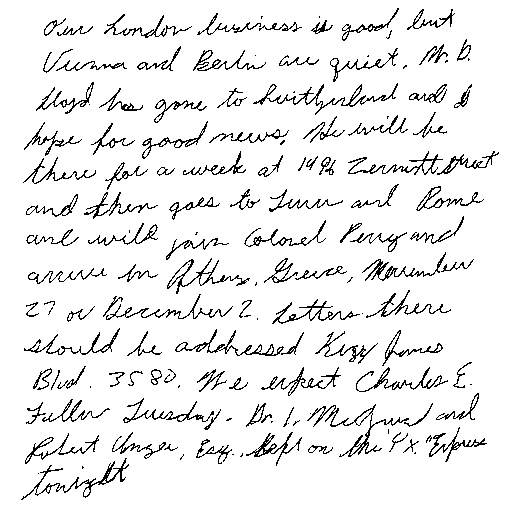 Our London business is good, but
Vienna and Berlin are quiet. Mr. D.
Lloyd has gone to Switzerland and I
hope for good news. He will be
there for a week at 1496 Zermott street
and then goes to Turin and Rome
and will join Colonel Perry and
arrive in Athens, Greece, November
27 or December 2. Letters there
should be addressed King James
Blvd. 3580. We expect Charles E.
Fuller Tuesday. Dr. L. McQuaid and
Robert Unger, Esq., left on the "Y.X." Express
tonight